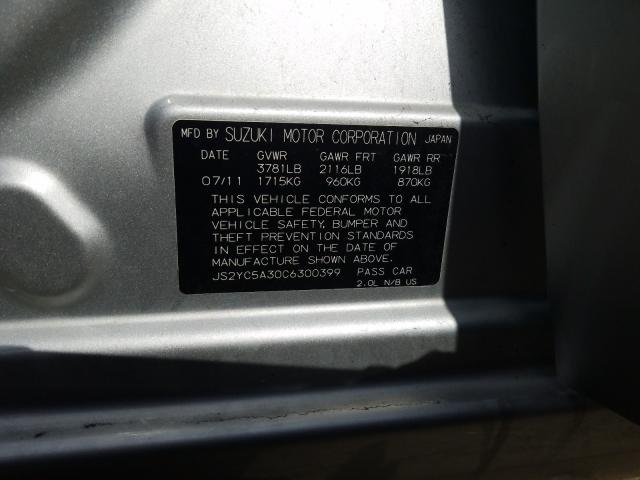 MFD BY SUZUKI MOTOR CORPORATION JAPAN
DATE GVWR GAWR FRT GAWR RR
3781LB 2116LB 1918LB
07/11 1715KG 960KG 870KG
THIS VEHICLE CONFORMS TO ALL
APPLICABLE FEDERAL MOTOR
VEHICLE SAFETY, BUMPER AND
THEFT PREVENTION STANDARDS
IN EFFECT ON THE DATE OF
MANUFACTURE SHOWN ABOVE.
JS2YC5A30C6300399 PASS CAR
2.0L N/B US